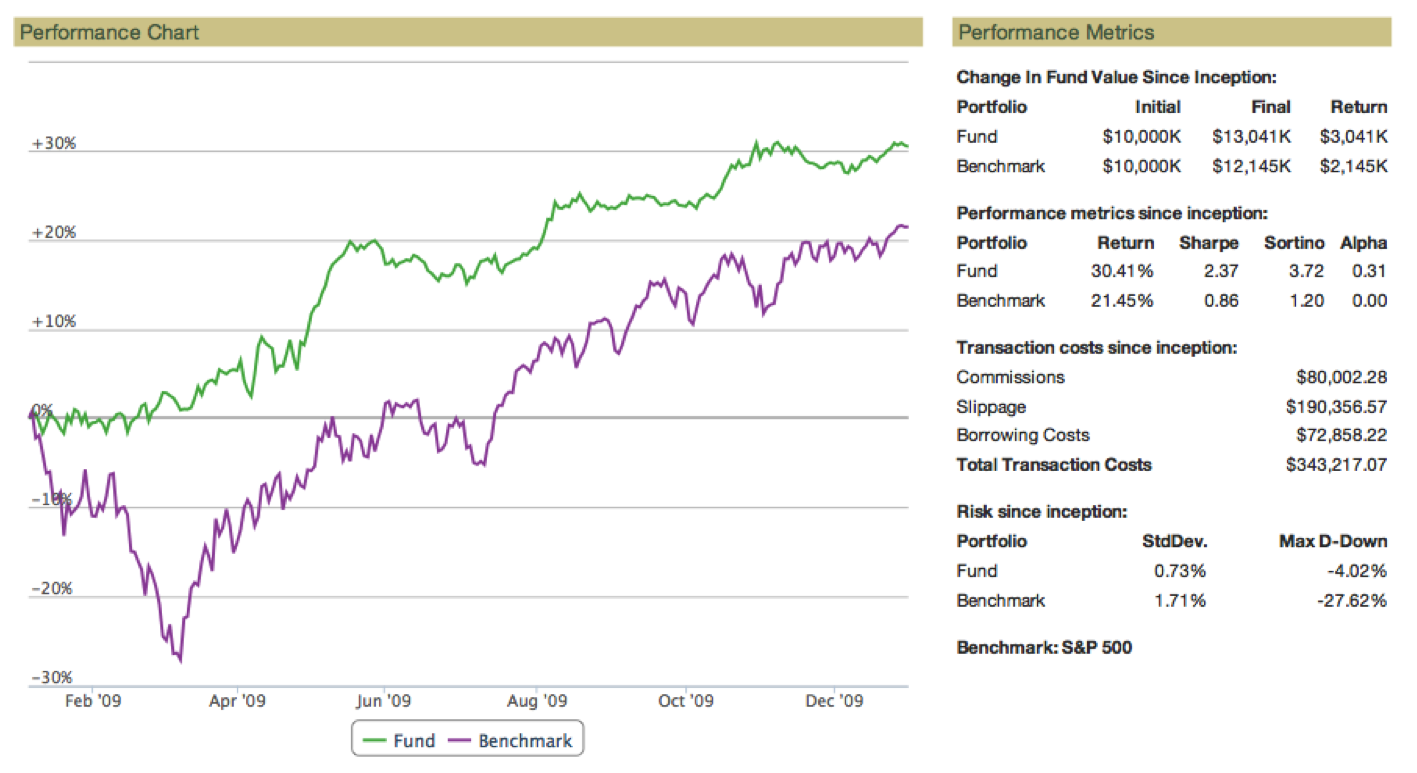 Performance Chart
+30%
+20%
+10%
0%
-10%
-20%
-30%
Feb '09 Apr '09 Jun '09 Aug '09 Oct '09 Dec '09
Fund Benchmark
Performance Metrics
Change In Fund Value Since Inception:
Portfolio Initial Final Return
Fund $10,000K $13,041K $3,041K
Benchmark $10,000K $12,145K $2,145K
Performance metrics since inception:
Portfolio Return Sharpe Sortino Alpha
Fund 30.41% 2.37 3.72 0.31
Benchmark 21.45% 0.86 1.20 0.00
Transaction costs since inception:
Commissions $80,002.28
Slippage $190,356.57
Borrowing Costs $72,858.22
Total Transaction Costs $343,217.07
Risk since inception:
Portfolio StdDev. Max D-Down
Fund 0.73% -4.02%
Benchmark 1.71% -27.62%
Benchmark: S&P 500